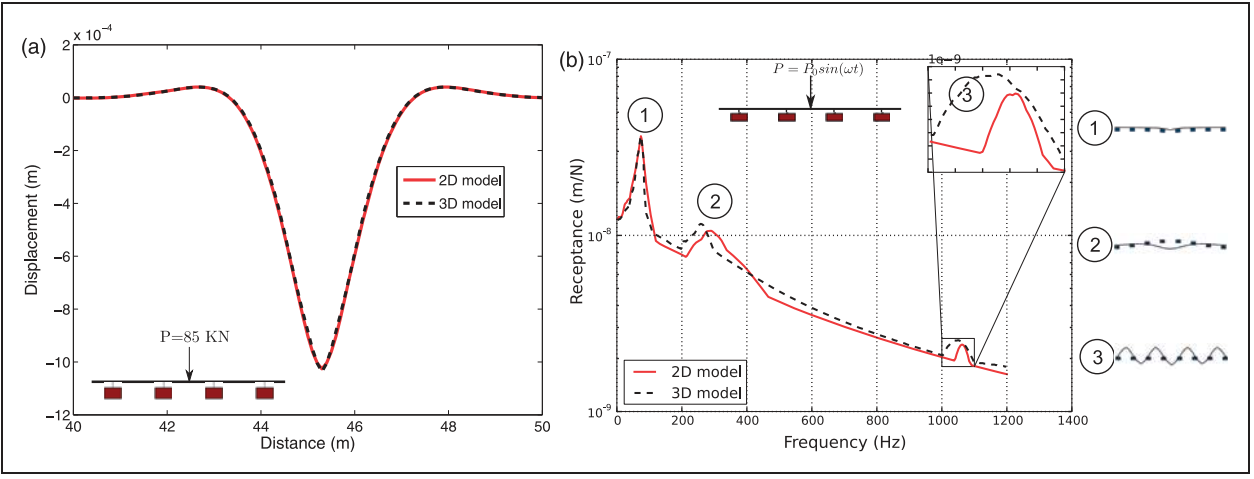 (a)
x 10⁻⁴
2
0
−2
−4
−6
−8
−10
−12
40
42
44
46
48
50
Displacement (m)
Distance (m)
2D model
3D model
P=85 KN
(b)
10⁻⁷
10⁻⁸
10⁻⁹
0
200
400
600
800
1000
1200
1400
Receptance (m/N)
Frequency (Hz)
P = P₀sin(ωt)
1
2
3
1e−9
2D model
3D model
1
2
3